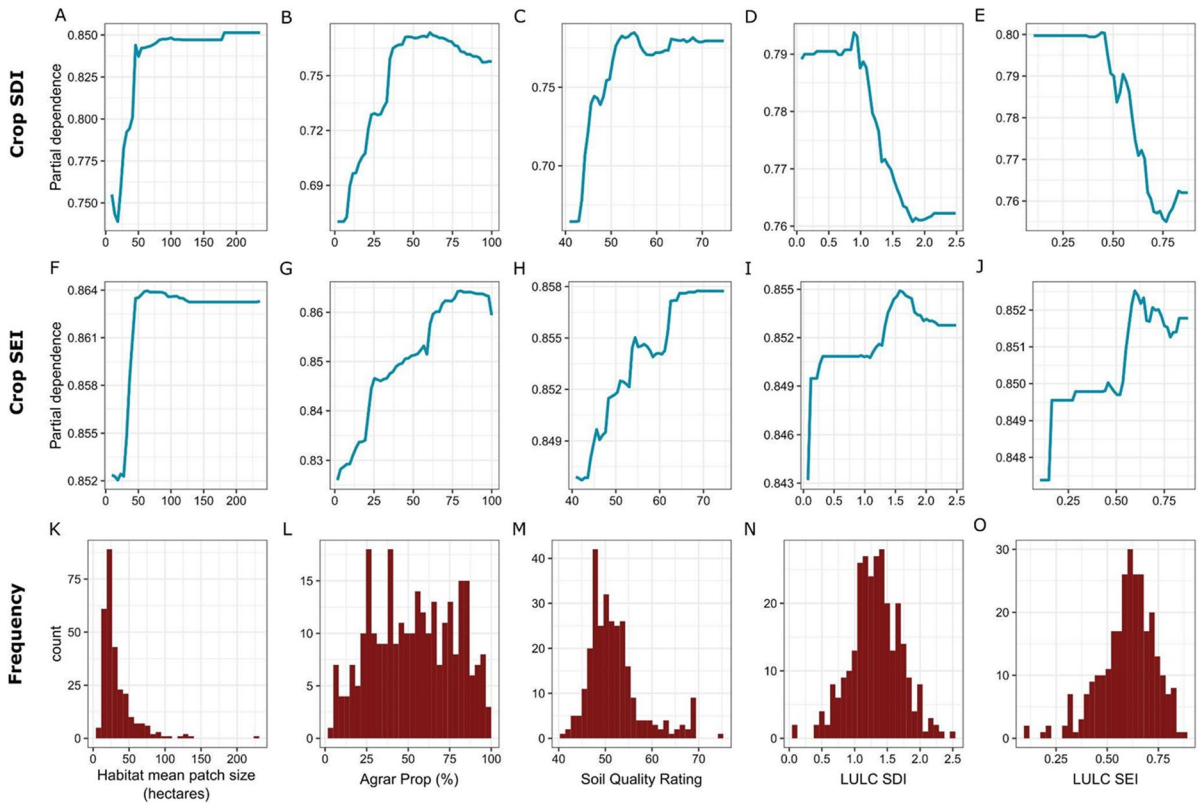 A B C D E
Crop SDI
Partial dependence
0.850 0.825 0.800 0.775 0.750
0 50 100 150 200
0.75 0.72 0.69
0 25 50 75 100
0.75 0.70
40 50 60 70
0.79 0.78 0.77 0.76
0.0 0.5 1.0 1.5 2.0 2.5
0.80 0.79 0.78 0.77 0.76
0.25 0.50 0.75
F G H I J
Crop SEI
Partial dependence
0.864 0.861 0.858 0.855 0.852
0 50 100 150 200
0.86 0.85 0.84 0.83
0 25 50 75 100
0.858 0.855 0.852 0.849
40 50 60 70
0.855 0.852 0.849 0.846 0.843
0.0 0.5 1.0 1.5 2.0 2.5
0.852 0.851 0.850 0.849 0.848
0.25 0.50 0.75
K L M N O
Frequency
count
75 50 25 0
0 50 100 150 200
Habitat mean patch size
(hectares)
15 10 5 0
0 25 50 75 100
Agrar Prop (%)
40 30 20 10 0
40 50 60 70
Soil Quality Rating
20 10 0
0.0 0.5 1.0 1.5 2.0 2.5
LULC SDI
30 20 10 0
0.25 0.50 0.75
LULC SEI